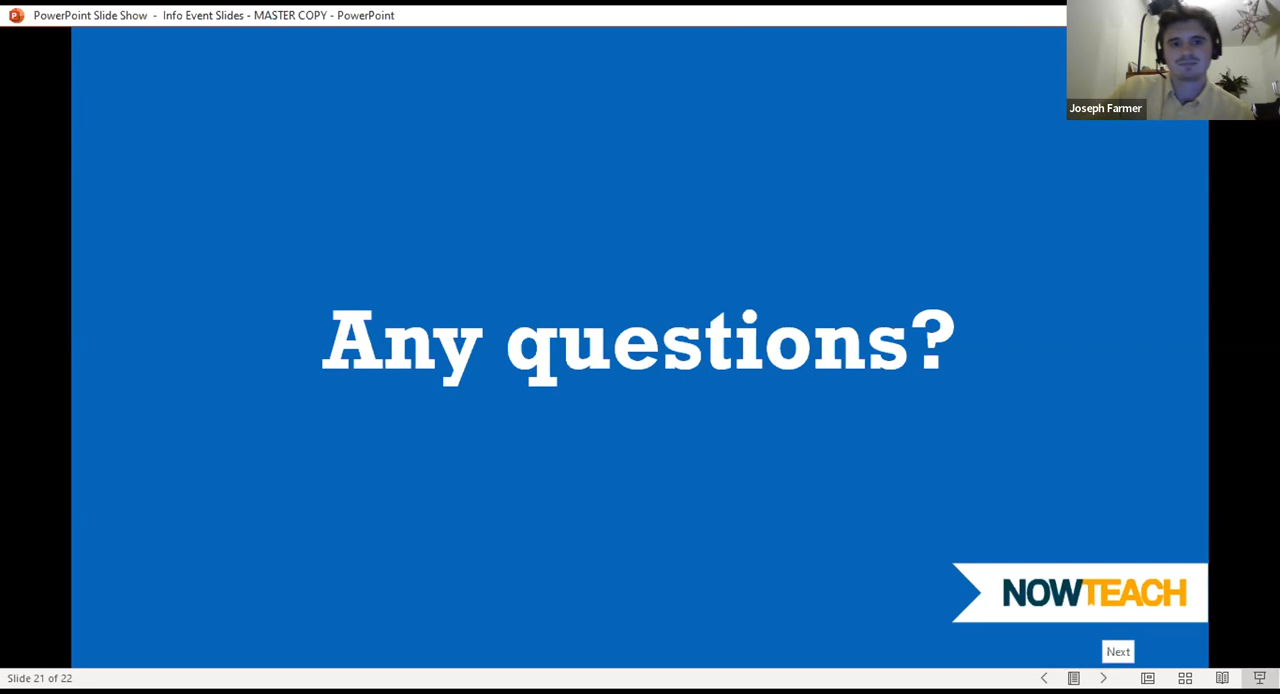 PowerPoint Slide Show - Info Event Slides - MASTER COPY - PowerPoint
Joseph Farmer
Any questions?
NOWTEACH
Next
Slide 21 of 22